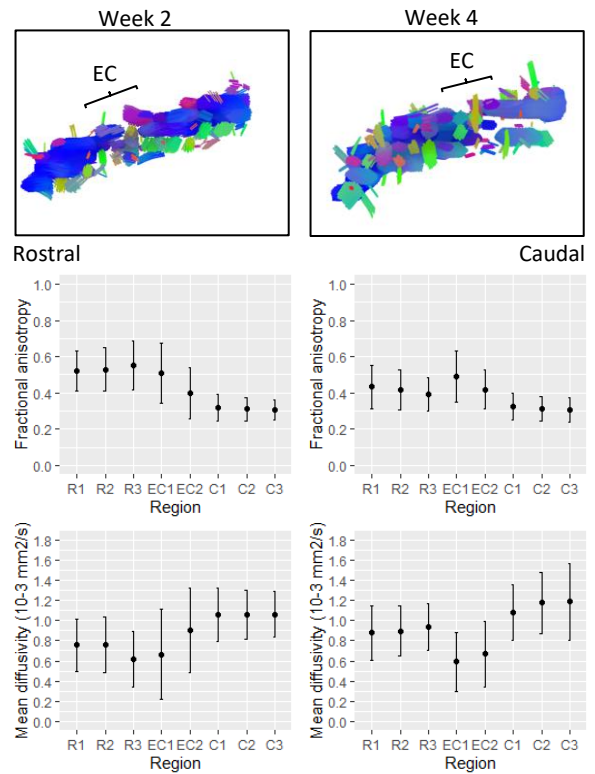 Week 2
Week 4
EC
EC
Rostral
Caudal
Fractional anisotropy
1.0
0.8
0.6
0.4
0.2
0.0
R1 R2 R3 EC1 EC2 C1 C2 C3
Region
Fractional anisotropy
1.0
0.8
0.6
0.4
0.2
0.0
R1 R2 R3 EC1 EC2 C1 C2 C3
Region
Mean diffusivity (10-3 mm2/s)
1.8
1.6
1.4
1.2
1.0
0.8
0.6
0.4
0.2
0.0
R1 R2 R3 EC1 EC2 C1 C2 C3
Region
Mean diffusivity (10-3 mm2/s)
1.8
1.6
1.4
1.2
1.0
0.8
0.6
0.4
0.2
0.0
R1 R2 R3 EC1 EC2 C1 C2 C3
Region